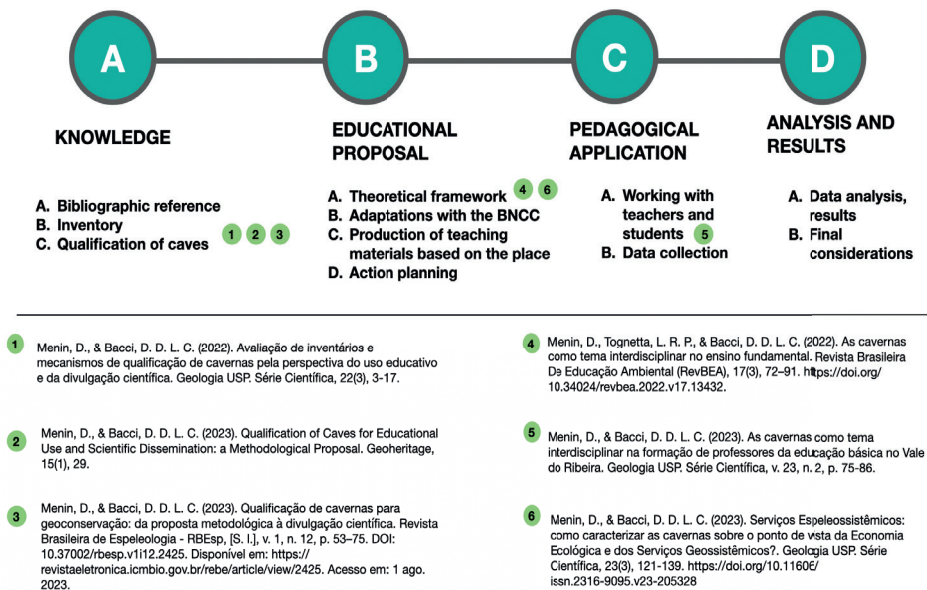 A
B
C
D
KNOWLEDGE
EDUCATIONAL
PROPOSAL
PEDAGOGICAL
APPLICATION
ANALYSIS AND
RESULTS
A. Bibliographic reference
B. Inventory
C. Qualification of caves 1 2 3
A. Theoretical framework 4 6
B. Adaptations with the BNCC
C. Production of teaching
materials based on the place
D. Action planning
A. Working with
teachers and
students 5
B. Data collection
A. Data analysis,
results
B. Final
considerations
1 Menin, D., & Bacci, D. D. L. C. (2022). Avaliação de inventários e
mecanismos de qualificação de cavernas pela perspectiva do uso educativo
e da divulgação científica. Geologia USP. Série Científica, 22(3), 3-17.
2 Menin, D., & Bacci, D. D. L. C. (2023). Qualification of Caves for Educational
Use and Scientific Dissemination: a Methodological Proposal. Geoheritage,
15(1), 29.
3 Menin, D., & Bacci, D. D. L. C. (2023). Qualificação de cavernas para
geoconservação: da proposta metodológica à divulgação científica. Revista
Brasileira de Espeleologia - RBEsp, [S. l.], v. 1, n. 12, p. 53–75. DOI:
10.37002/rbesp.v1i12.2425. Disponível em: https://
revistaeletronica.icmbio.gov.br/rebe/article/view/2425. Acesso em: 1 ago.
2023.
4 Menin, D., Tognetta, L. R. P., & Bacci, D. D. L. C. (2022). As cavernas
como tema interdisciplinar no ensino fundamental. Revista Brasileira
De Educação Ambiental (RevBEA), 17(3), 72–91. https://doi.org/
10.34024/revbea.2022.v17.13432.
5 Menin, D., & Bacci, D. D. L. C. (2023). As cavernas como tema
interdisciplinar na formação de professores da educação básica no Vale
do Ribeira. Geologia USP. Série Científica, v. 23, n. 2, p. 75-86.
6 Menin, D., & Bacci, D. D. L. C. (2023). Serviços Espeleossistêmicos:
como caracterizar as cavernas sobre o ponto de vista da Economia
Ecológica e dos Serviços Geossistêmicos?. Geologia USP. Série
Científica, 23(3), 121-139. https://doi.org/10.11606/
issn.2316-9095.v23-205328